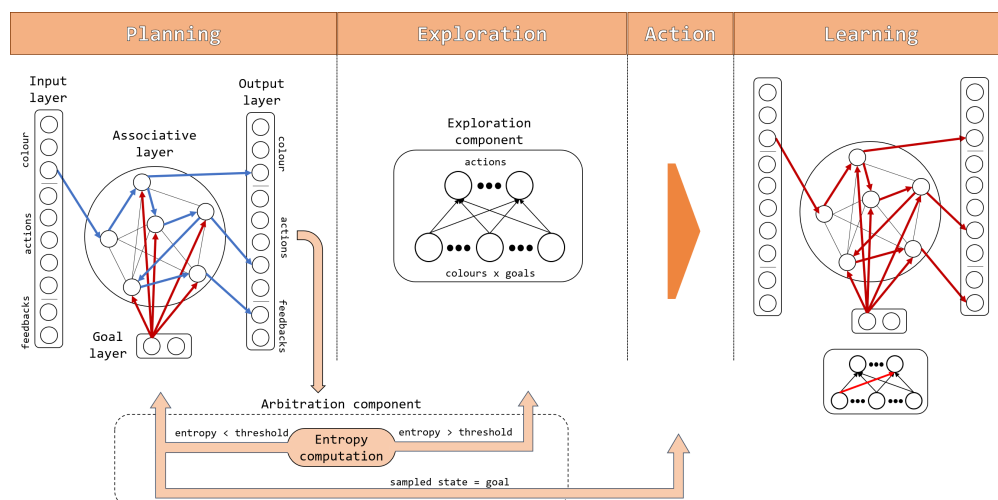 Planning
Exploration
Action
Learning
Input
layer
Output
layer
colour
actions
feedbacks
Associative
layer
colour
actions
feedbacks
Goal
layer
Exploration
component
actions
colours x goals
Arbitration component
entropy < threshold
Entropy
computation
entropy > threshold
sampled state = goal